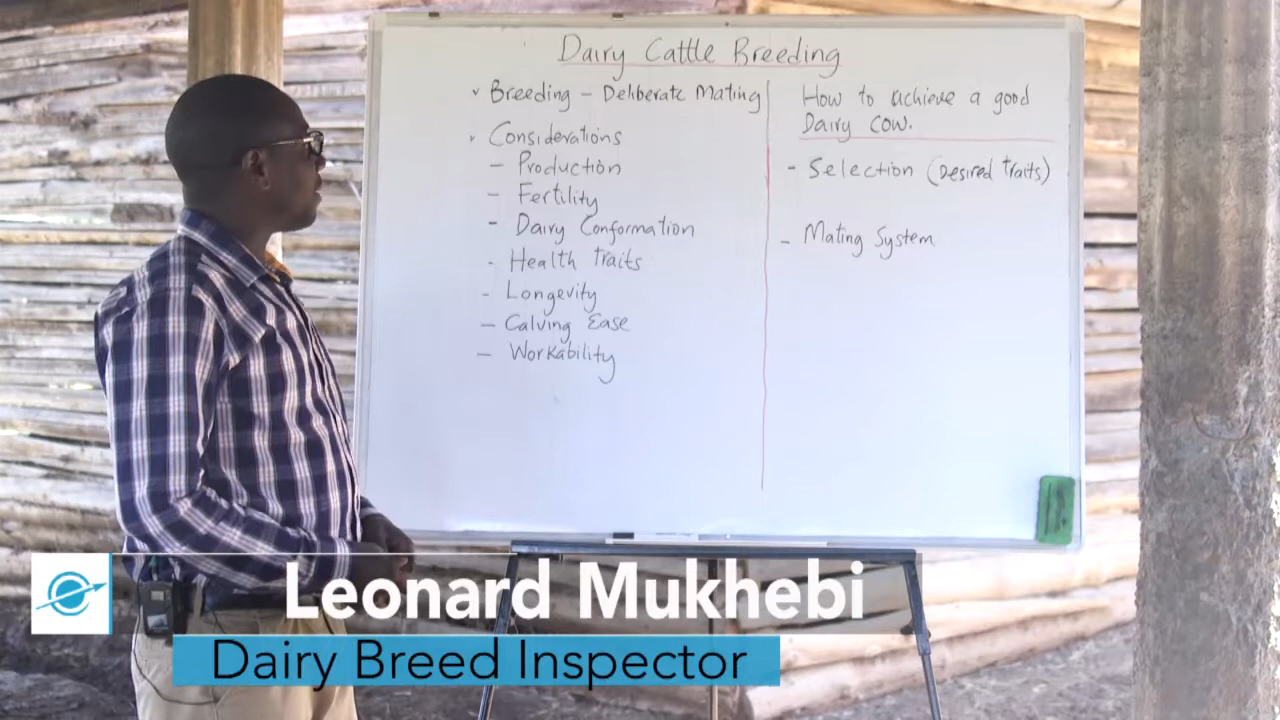 Dairy Cattle Breeding
v Breeding – Deliberate Mating
v Considerations
– Production
– Fertility
- Dairy Conformation
- Health Traits
- Longevity
– Calving Ease
– Workability
How to achieve a good
Dairy cow.
- Selection (Desired traits)
– Mating System
Leonard Mukhebi
Dairy Breed Inspector